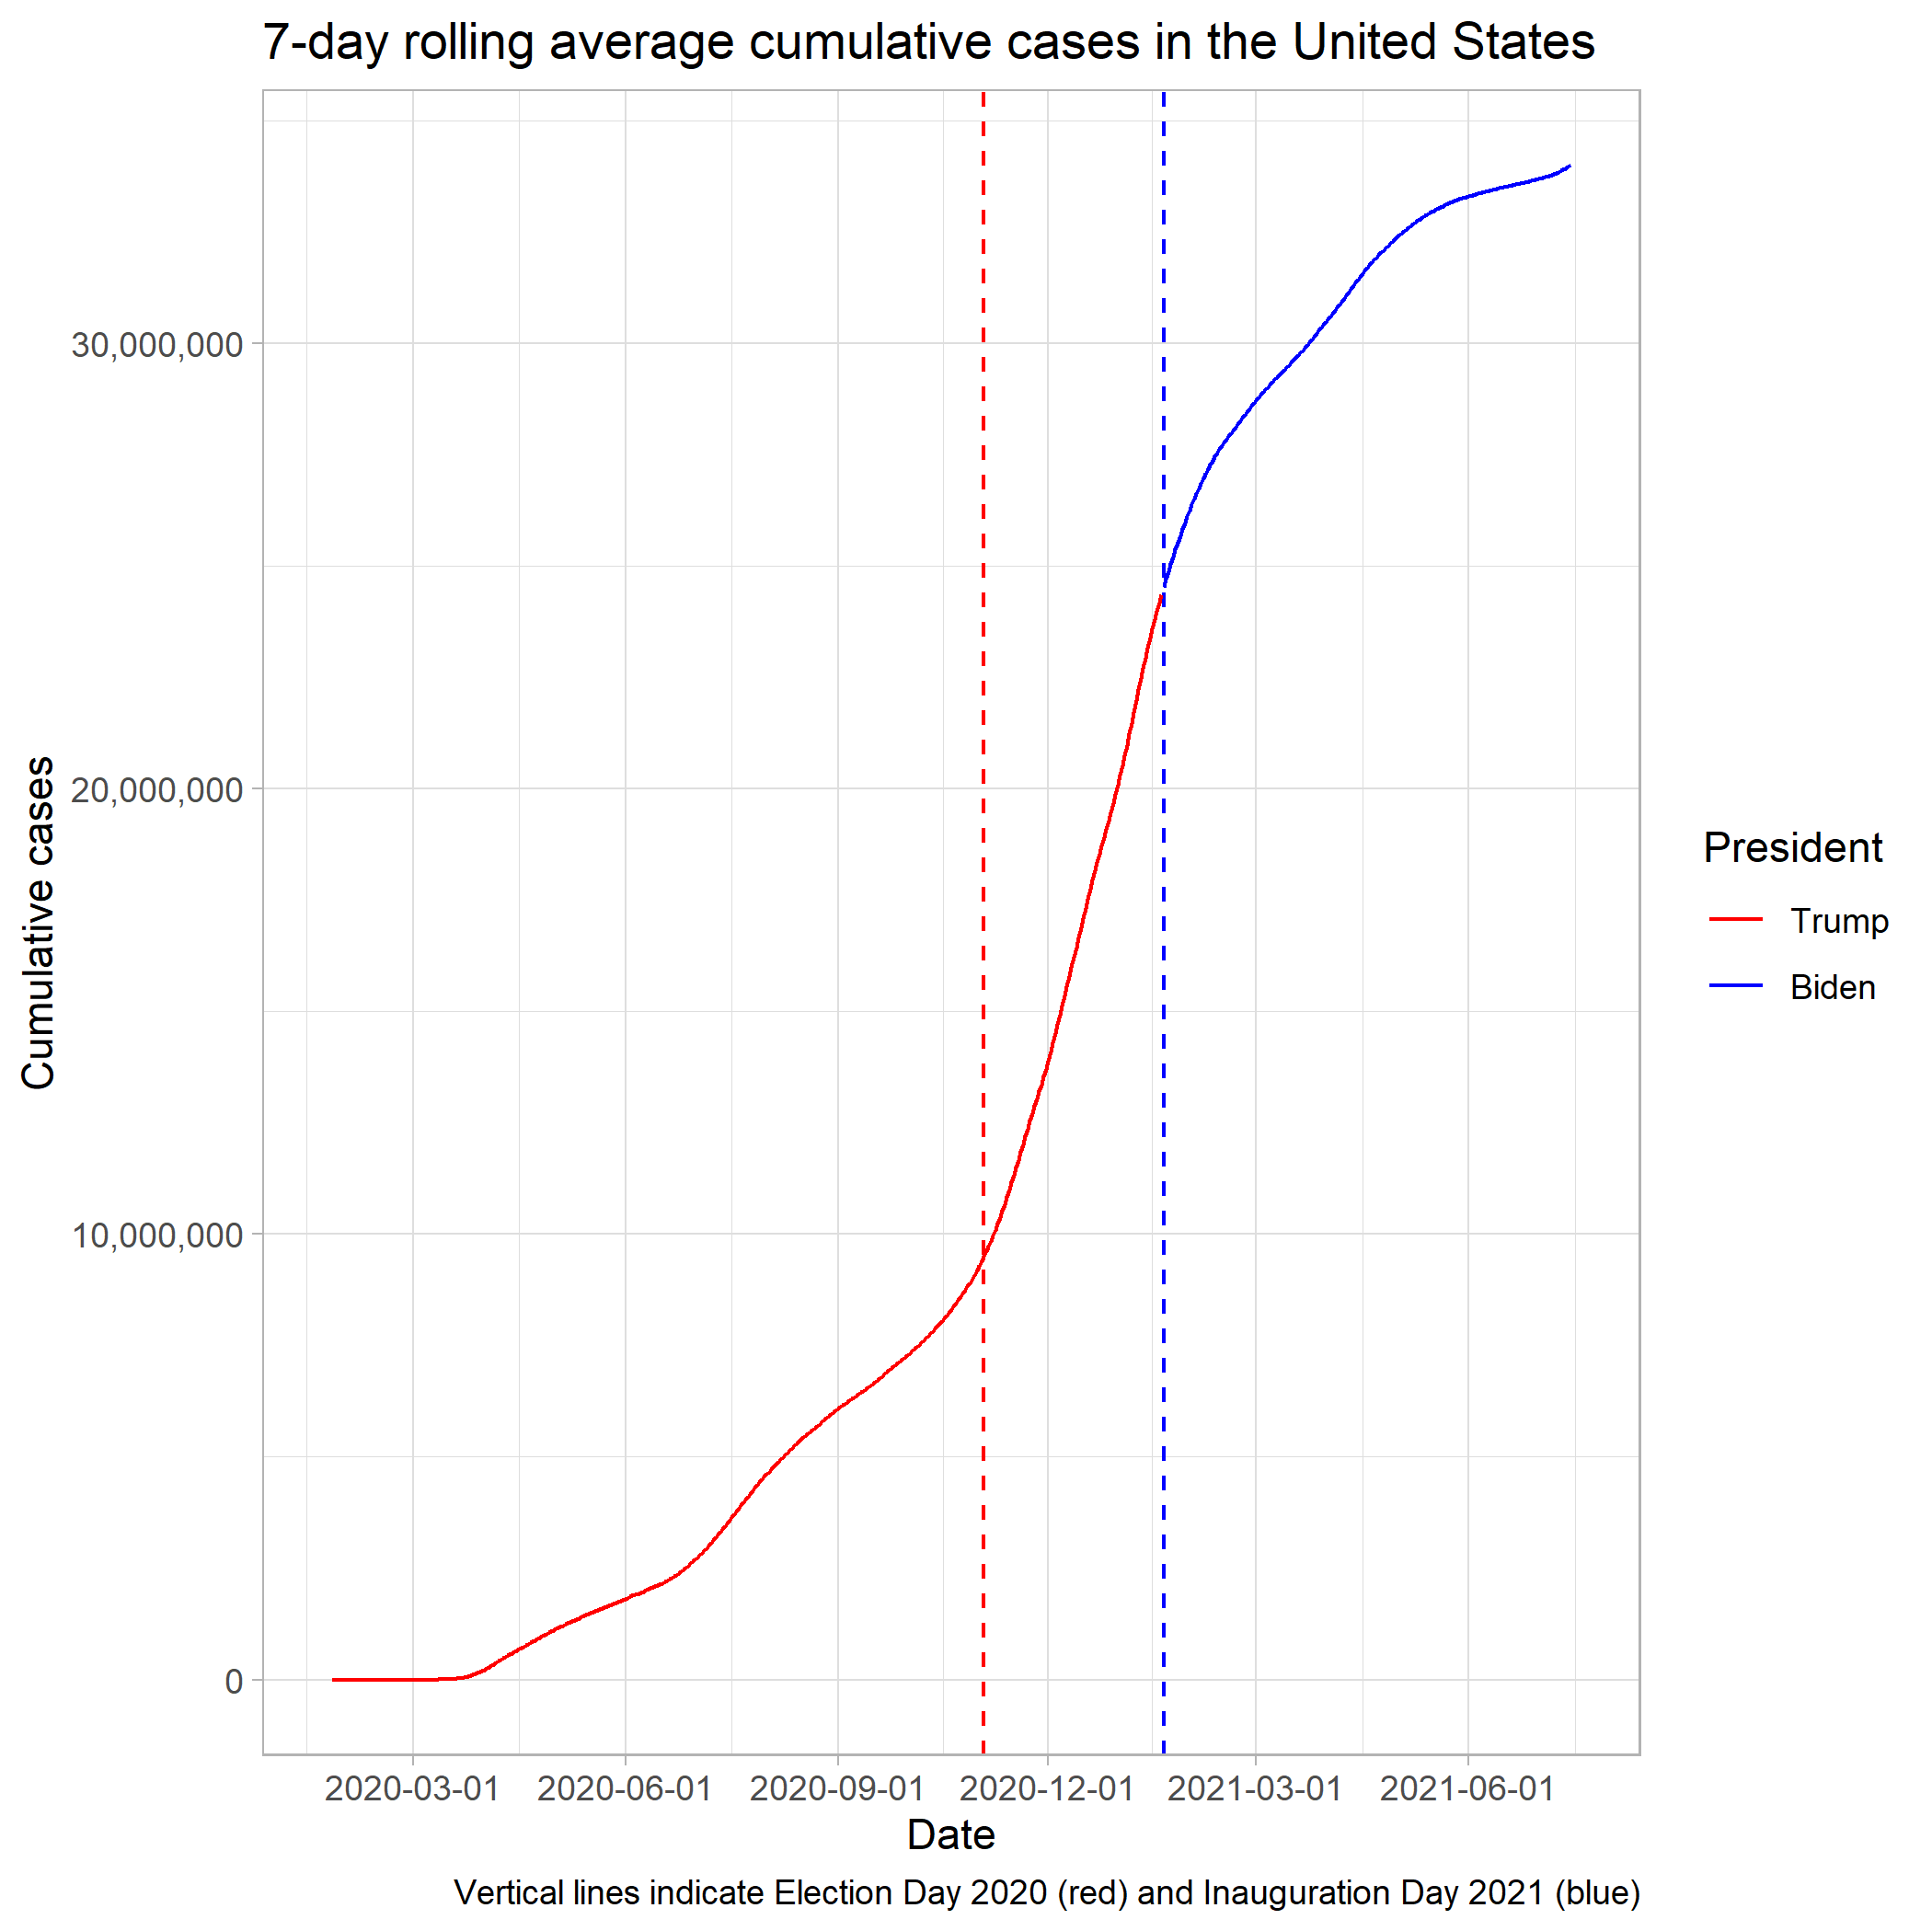 7-day rolling average cumulative cases in the United States
Cumulative cases
30,000,000
20,000,000
10,000,000
0
2020-03-01 2020-06-01 2020-09-01 2020-12-01 2021-03-01 2021-06-01
Date
President
Trump
Biden
Vertical lines indicate Election Day 2020 (red) and Inauguration Day 2021 (blue)